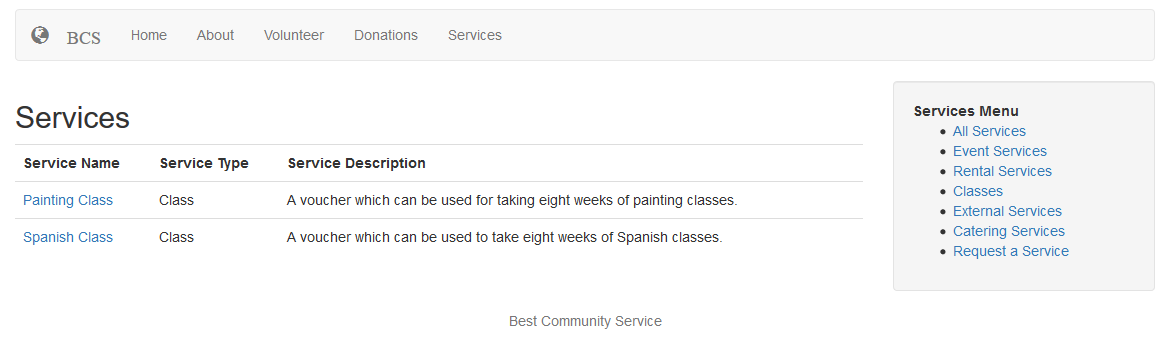 BCS Home About Volunteer Donations Services
Services
Service Name Service Type Service Description
Painting Class Class A voucher which can be used for taking eight weeks of painting classes.
Spanish Class Class A voucher which can be used to take eight weeks of Spanish classes.
Services Menu
All Services
Event Services
Rental Services
Classes
External Services
Catering Services
Request a Service
Best Community Service